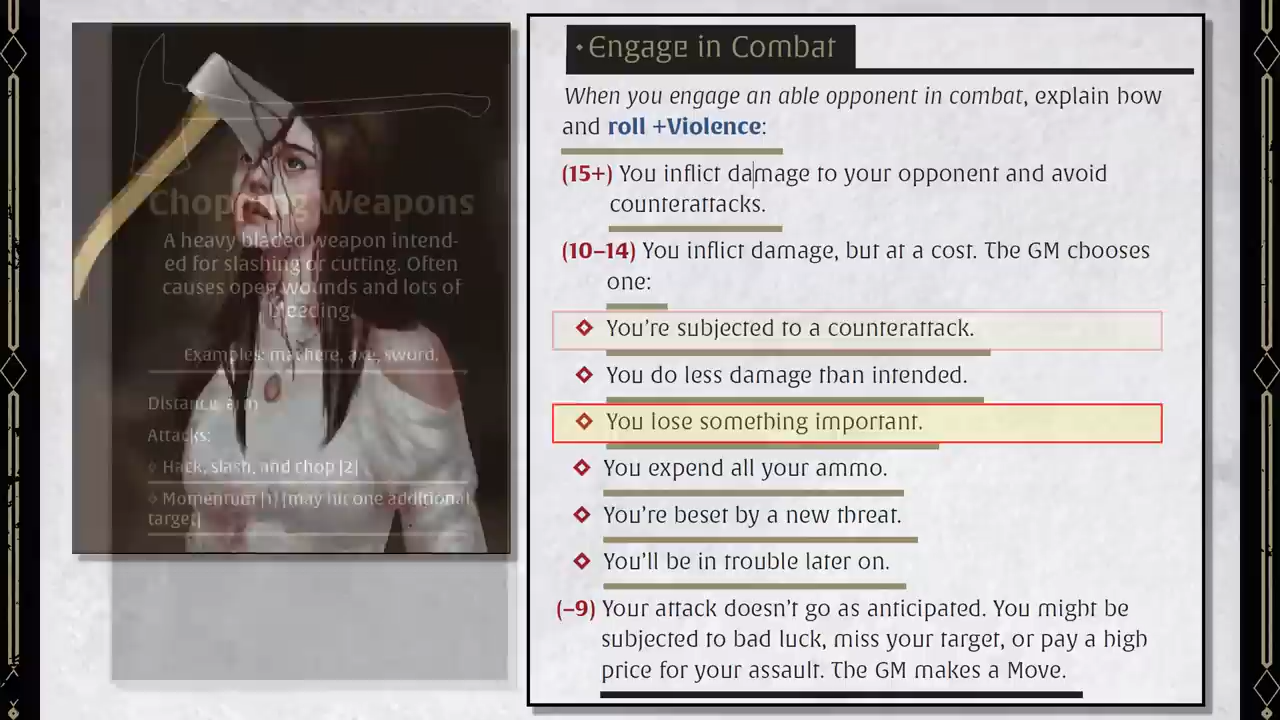 Chopping Weapons
A heavy bladed weapon intend-
ed for slashing or cutting. Often
causes open wounds and lots of
bleeding.
Examples: machete, axe, sword.
Distance: arm
Attacks:
◊ Hack, slash, and chop [2]
◊ Momentum [1] [may hit one additional
target]
• Engage in Combat
When you engage an able opponent in combat, explain how
and roll +Violence:
(15+) You inflict damage to your opponent and avoid
counterattacks.
(10–14) You inflict damage, but at a cost. The GM chooses
one:
◊ You’re subjected to a counterattack.
◊ You do less damage than intended.
◊ You lose something important.
◊ You expend all your ammo.
◊ You’re beset by a new threat.
◊ You’ll be in trouble later on.
(–9) Your attack doesn’t go as anticipated. You might be
subjected to bad luck, miss your target, or pay a high
price for your assault. The GM makes a Move.